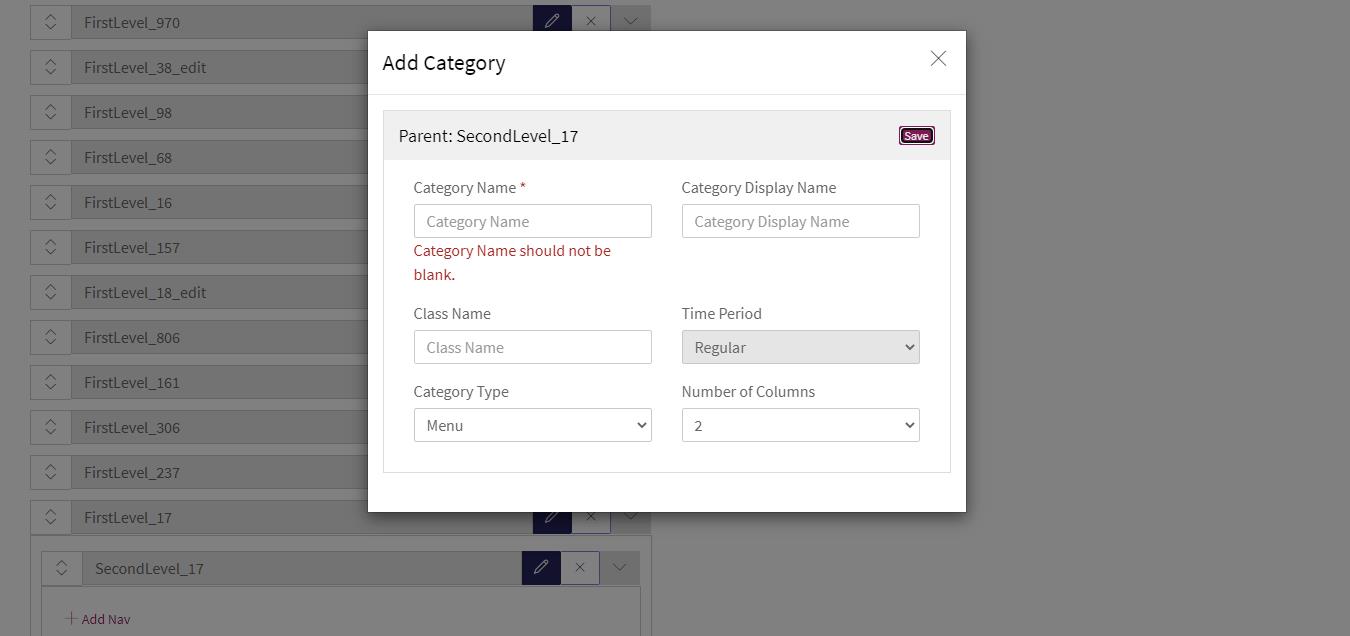 FirstLevel_970
FirstLevel_38_edit
FirstLevel_98
FirstLevel_68
FirstLevel_16
FirstLevel_157
FirstLevel_18_edit
FirstLevel_806
FirstLevel_161
FirstLevel_306
FirstLevel_237
FirstLevel_17
SecondLevel_17
Add Nav
Add Category
Parent: SecondLevel_17
Save
Category Name *
Category Display Name
Category Name
Category Display Name
Category Name should not be
blank.
Class Name
Time Period
Class Name
Regular
Category Type
Number of Columns
Menu
2